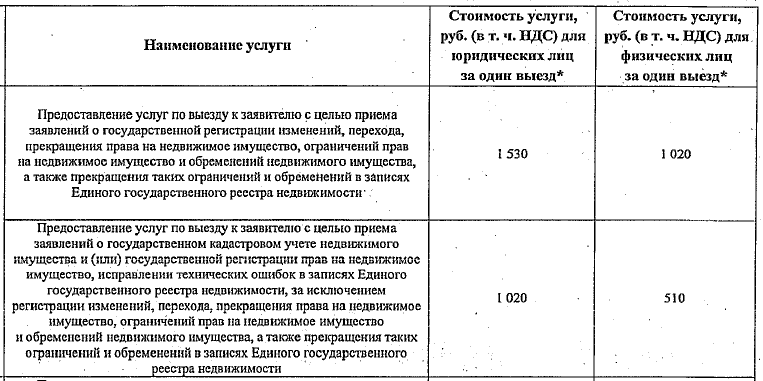 Наименование услуги
Стоимость услуги,
руб. (в т. ч. НДС) для
юридических лиц
за один выезд*
Стоимость услуги,
руб. (в т. ч. НДС) для
физических лиц
за один выезд*
Предоставление услуг по выезду к заявителю с целью приема
заявлений о государственной регистрации изменений, перехода,
прекращения права на недвижимое имущество, ограничений прав
на недвижимое имущество и обременений недвижимого имущества,
а также прекращения таких ограничений и обременений в записях
Единого государственного реестра недвижимости
1 530
1 020
Предоставление услуг по выезду к заявителю с целью приема
заявлений о государственном кадастровом учете недвижимого
имущества и (или) государственной регистрации прав на недвижимое
имущество, исправлении технических ошибок в записях Единого
государственного реестра недвижимости, за исключением
регистрации изменений, перехода, прекращения права на недвижимое
имущество, ограничений прав на недвижимое имущество
и обременений недвижимого имущества, а также прекращения таких
ограничений и обременений в записях Единого государственного
реестра недвижимости
1 020
510